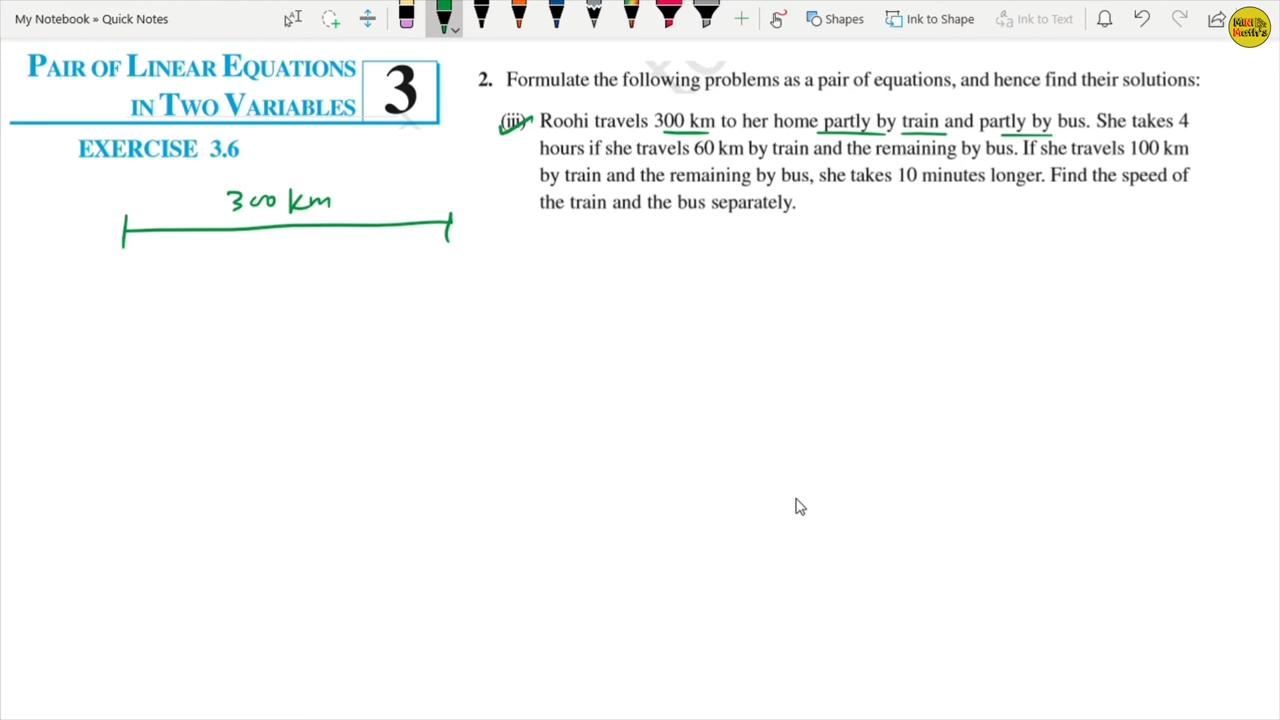 My Notebook » Quick Notes
Shapes
Ink to Shape
Ink to Text
MiNi
Math's
PAIR OF LINEAR EQUATIONS
IN TWO VARIABLES
3
EXERCISE 3.6
300 km
2. Formulate the following problems as a pair of equations, and hence find their solutions:
(iii) Roohi travels 300 km to her home partly by train and partly by bus. She takes 4
hours if she travels 60 km by train and the remaining by bus. If she travels 100 km
by train and the remaining by bus, she takes 10 minutes longer. Find the speed of
the train and the bus separately.